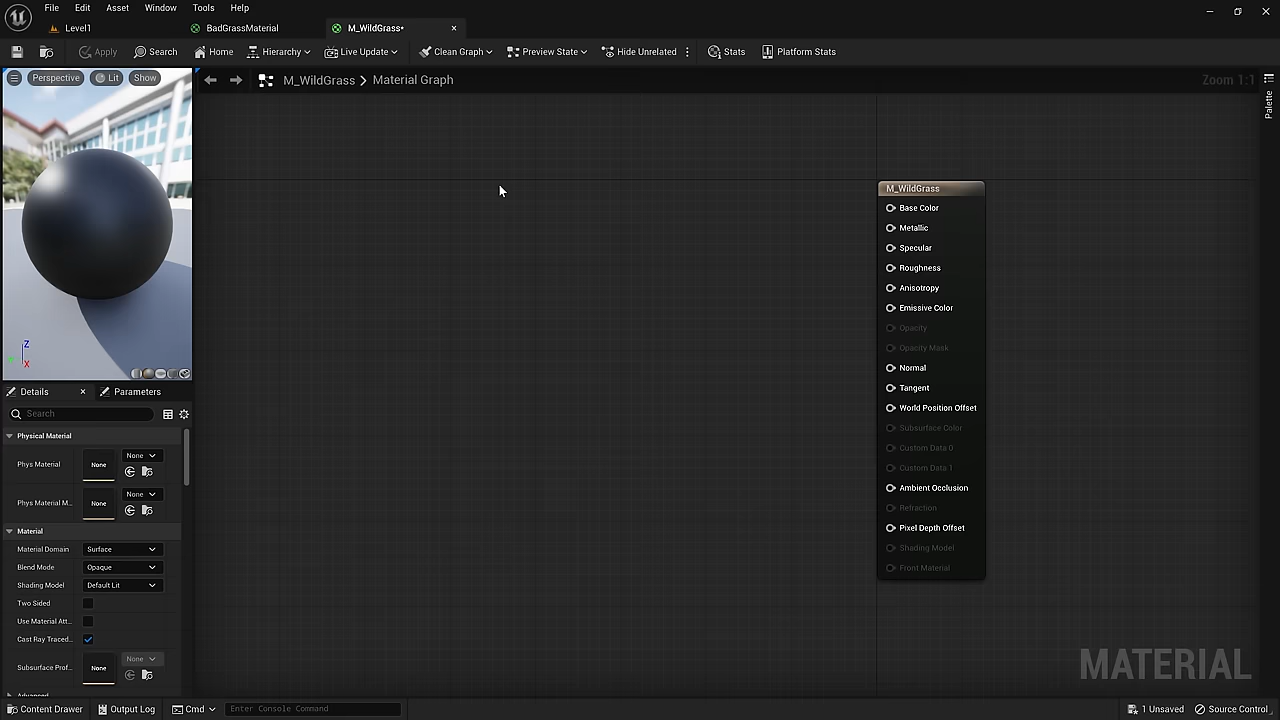 File Edit Asset Window Tools Help
Level1 BadGrassMaterial M_WildGrass*
Apply Search Home Hierarchy Live Update Clean Graph Preview State Hide Unrelated Stats Platform Stats
Perspective Lit Show
M_WildGrass > Material Graph
Zoom 1:1
Palette
M_WildGrass
Base Color
Metallic
Specular
Roughness
Anisotropy
Emissive Color
Opacity
Opacity Mask
Normal
Tangent
World Position Offset
Subsurface Color
Custom Data 0
Custom Data 1
Ambient Occlusion
Refraction
Pixel Depth Offset
Shading Model
Front Material
Z
X
Details Parameters
Search
Physical Material
Phys Material None None
Phys Material M... None None
Material
Material Domain Surface
Blend Mode Opaque
Shading Model Default Lit
Two Sided
Use Material Att...
Cast Ray Traced...
Subsurface Prof... None None
Advanced
MATERIAL
Content Drawer Output Log Cmd Enter Console Command 1 Unsaved Source Control